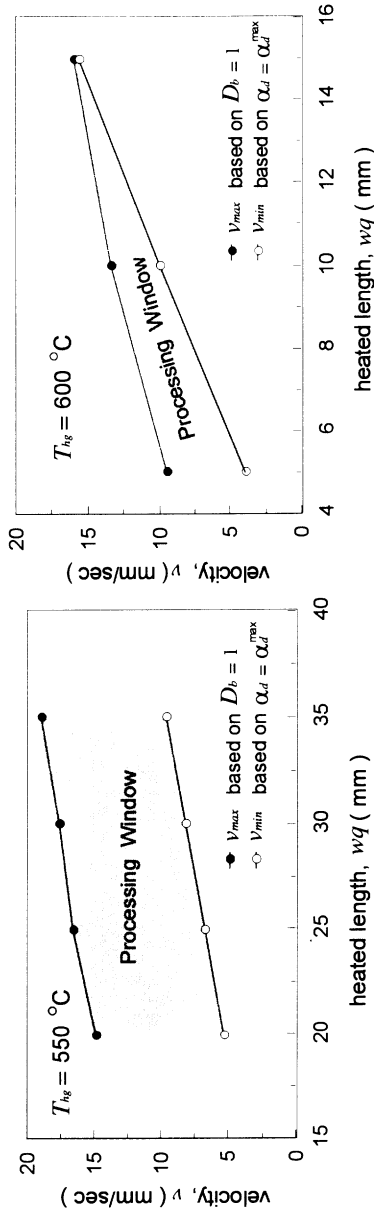 T_hg = 550 °C
Processing Window
ν_max based on D_b = 1
ν_min based on α_d = α_d^max
velocity, ν ( mm/sec )
20
15
10
5
0
15 20 25 30 35 40
heated length, wq ( mm )
T_hg = 600 °C
Processing Window
ν_max based on D_b = 1
ν_min based on α_d = α_d^max
velocity, ν ( mm/sec )
20
15
10
5
0
4 6 8 10 12 14 16
heated length, wq ( mm )